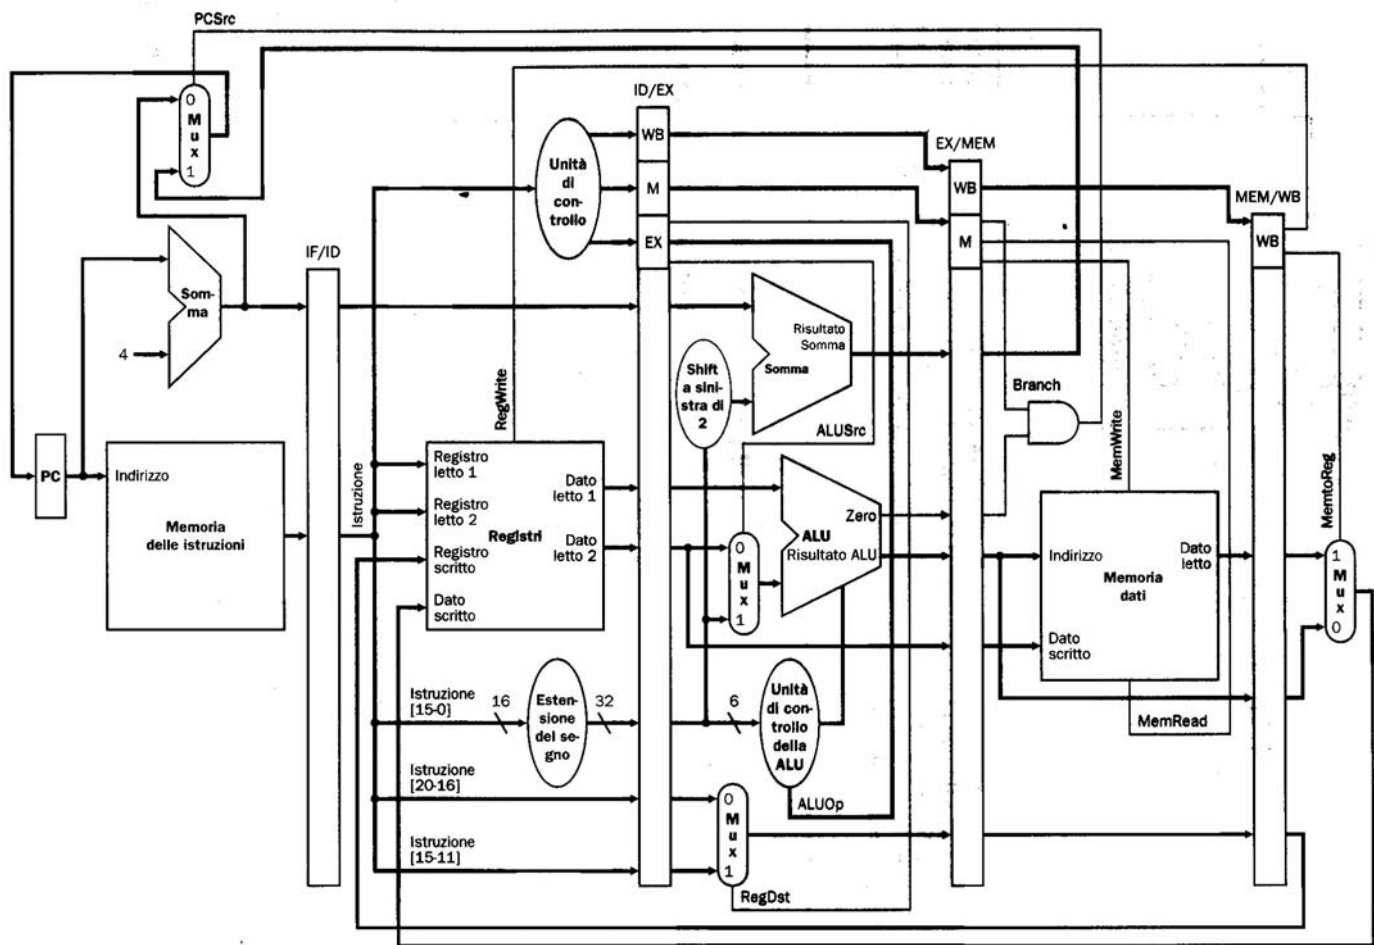 PCSrc
0
M
u
x
1
ID/EX
WB
M
EX
Unità
di
con-
trollo
EX/MEM
WB
M
MEM/WB
WB
IF/ID
Som-
ma
4
PC
Indirizzo
Memoria
delle istruzioni
Istruzione
RegWrite
Registro
letto 1
Registro
letto 2
Registro
scritto
Dato
scritto
Registri
Dato
letto 1
Dato
letto 2
Shift
a sini-
stra di
2
Risultato
Somma
Somma
ALUSrc
0
M
u
x
1
Zero
ALU
Risultato ALU
Branch
MemWrite
Indirizzo
Dato
letto
Memoria
dati
Dato
scritto
MemRead
MemtoReg
1
M
u
x
0
Istruzione
[15-0]
16
Esten-
sione
del se-
gno
32
6
Unità
di con-
trollo
della
ALU
ALUOp
Istruzione
[20-16]
Istruzione
[15-11]
0
M
u
x
1
RegDst